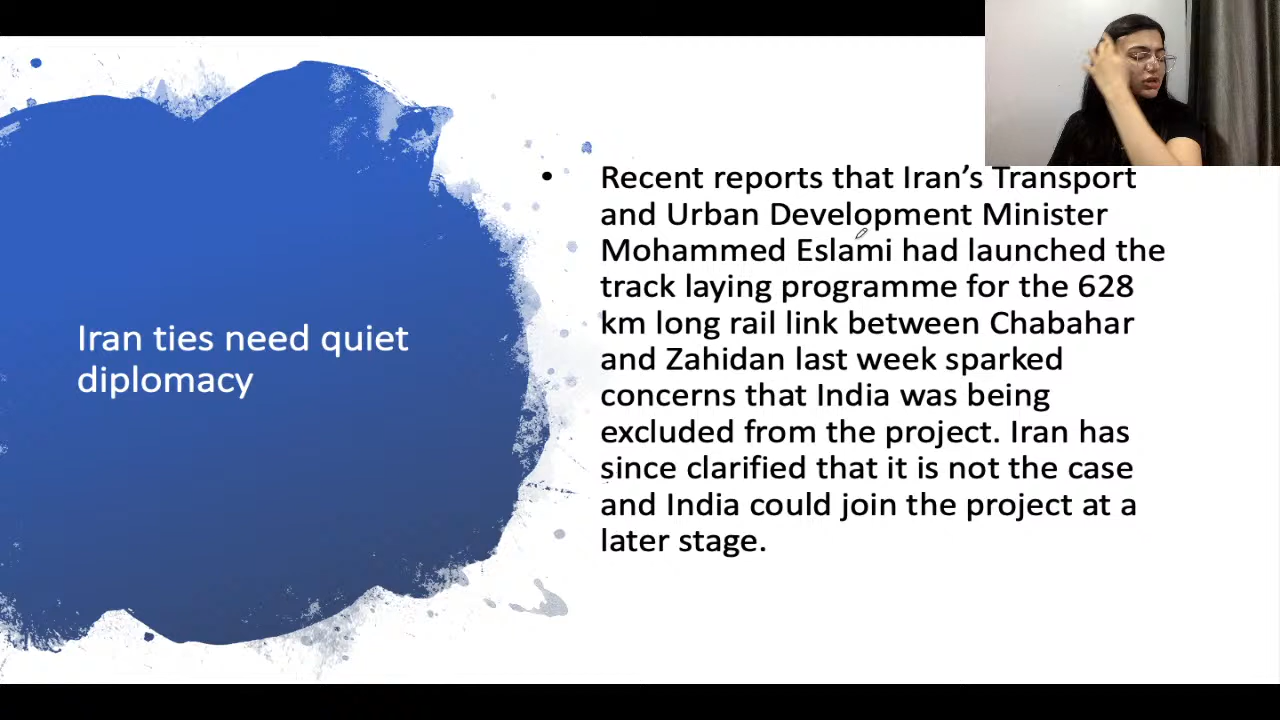 Iran ties need quiet
diplomacy
• Recent reports that Iran’s Transport
and Urban Development Minister
Mohammed Eslami had launched the
track laying programme for the 628
km long rail link between Chabahar
and Zahidan last week sparked
concerns that India was being
excluded from the project. Iran has
since clarified that it is not the case
and India could join the project at a
later stage.